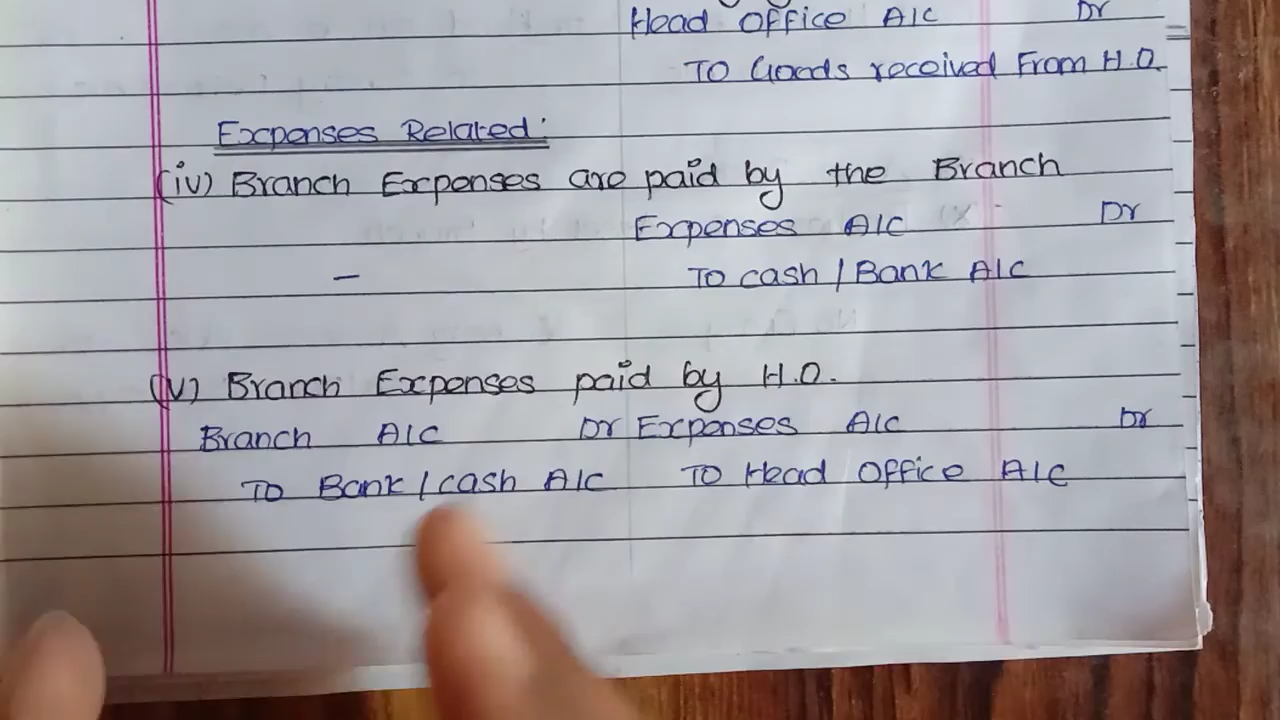 Head Office A/C Dr
TO Goods received From H.O.
Expenses Related:
(iv) Branch Expenses are paid by the Branch
Expenses A/C Dr
— TO cash / Bank A/C
(v) Branch Expenses paid by H.O.
Branch A/C Dr Expenses A/C Dr
TO Bank / cash A/C TO Head Office A/C